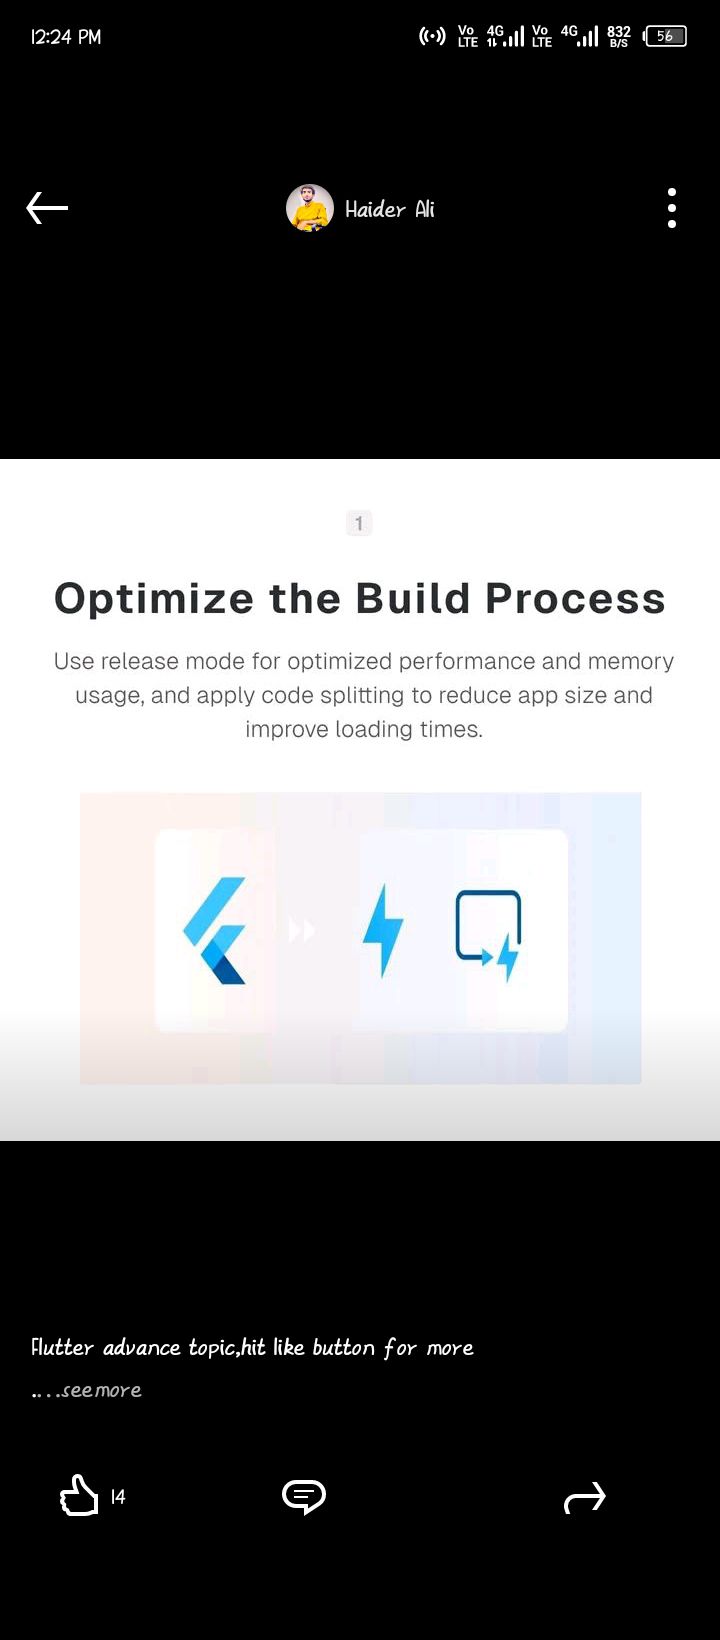 12:24 PM
Vo LTE 4G Vo LTE 4G 832 B/S 56
Haider Ali
1
Optimize the Build Process
Use release mode for optimized performance and memory
usage, and apply code splitting to reduce app size and
improve loading times.
Flutter advance topic,hit like button for more
....see more
14